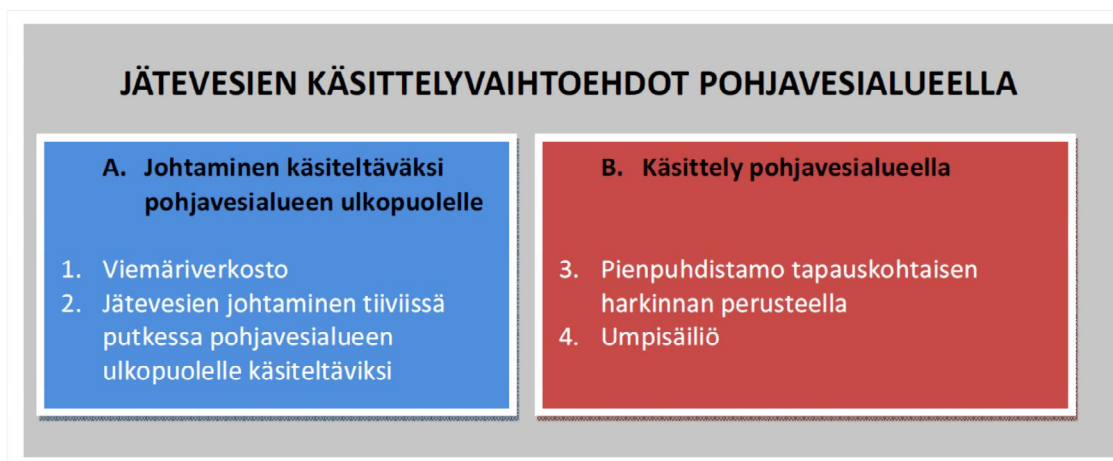 JÄTEVESIEN KÄSITTELYVAIHTOEHDOT POHJAVESIALUEELLA
A. Johtaminen käsiteltäväksi
pohjavesialueen ulkopuolelle
1. Viemäriverkosto
2. Jätevesien johtaminen tiiviissä
putkessa pohjavesialueen
ulkopuolelle käsiteltäviksi
B. Käsittely pohjavesialueella
3. Pienpuhdistamo tapauskohtaisen
harkinnan perusteella
4. Umpisäiliö